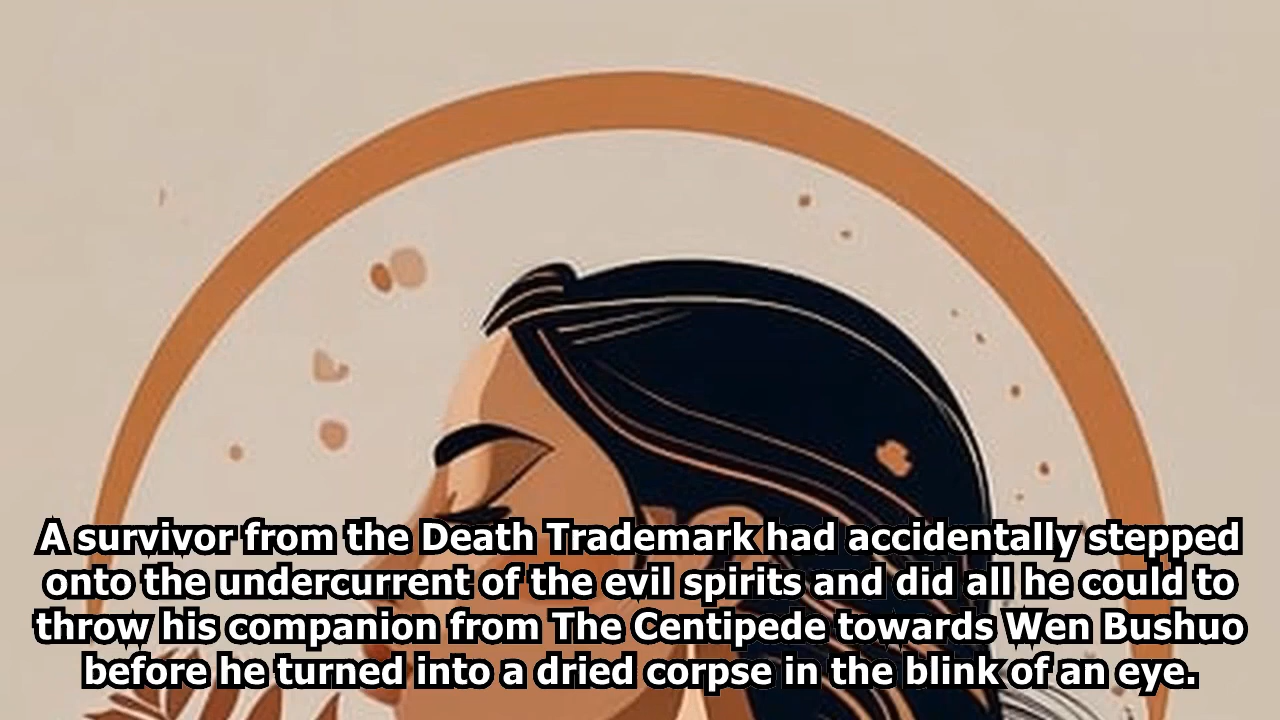 A survivor from the Death Trademark had accidentally stepped
onto the undercurrent of the evil spirits and did all he could to
throw his companion from The Centipede towards Wen Bushuo
before he turned into a dried corpse in the blink of an eye.